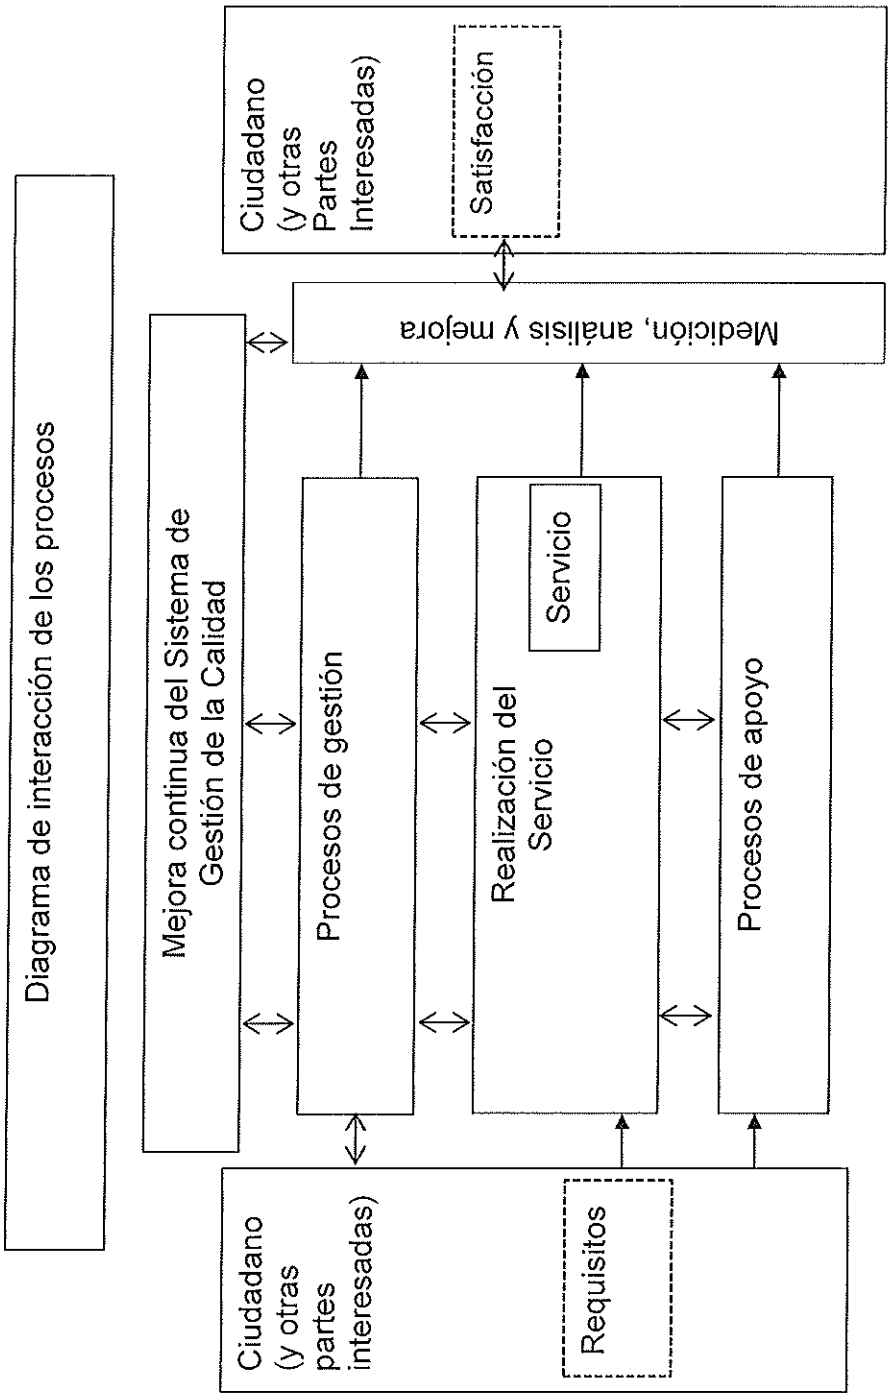 Diagrama de interacción de los procesos
Mejora continua del Sistema de
Gestión de la Calidad
Ciudadano
(y otras
partes
interesadas)
Requisitos
Procesos de gestión
Realización del
Servicio
Servicio
Procesos de apoyo
Medición, análisis y mejora
Ciudadano
(y otras
Partes
Interesadas)
Satisfacción